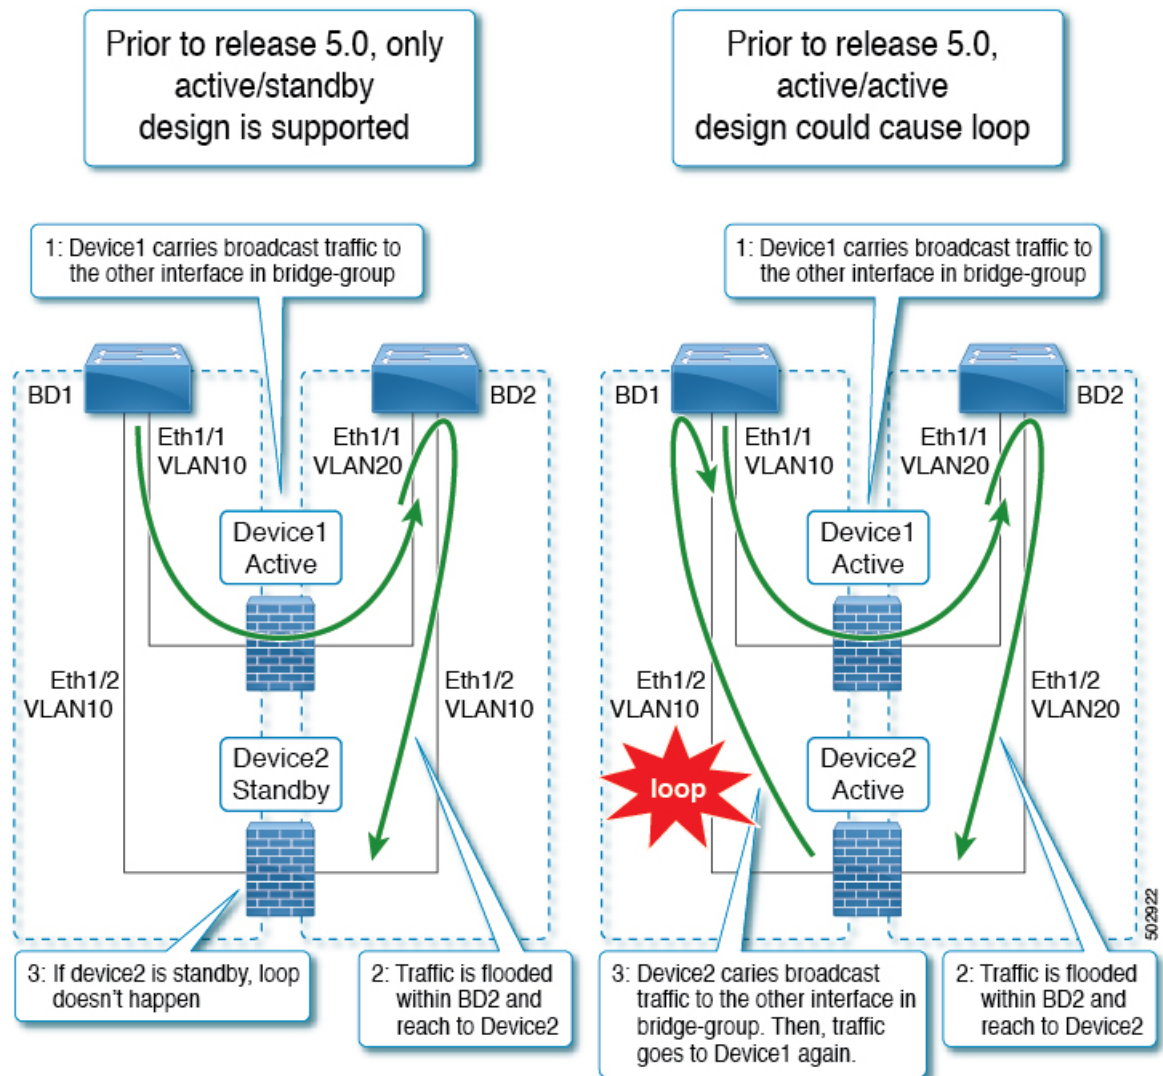 Prior to release 5.0, only
active/standby
design is supported
Prior to release 5.0,
active/active
design could cause loop
1: Device1 carries broadcast traffic to
the other interface in bridge-group
1: Device1 carries broadcast traffic to
the other interface in bridge-group
BD1
BD2
Eth1/1
VLAN10
Eth1/1
VLAN20
Device1
Active
Eth1/2
VLAN10
Eth1/2
VLAN10
Device2
Standby
BD1
BD2
Eth1/1
VLAN10
Eth1/1
VLAN20
Device1
Active
Eth1/2
VLAN10
Eth1/2
VLAN20
loop
Device2
Active
502922
3: If device2 is standby, loop
doesn't happen
2: Traffic is flooded
within BD2 and
reach to Device2
3: Device2 caries broadcast
traffic to the other interface in
bridge-group. Then, traffic
goes to Device1 again.
2: Traffic is flooded
within BD2 and
reach to Device2